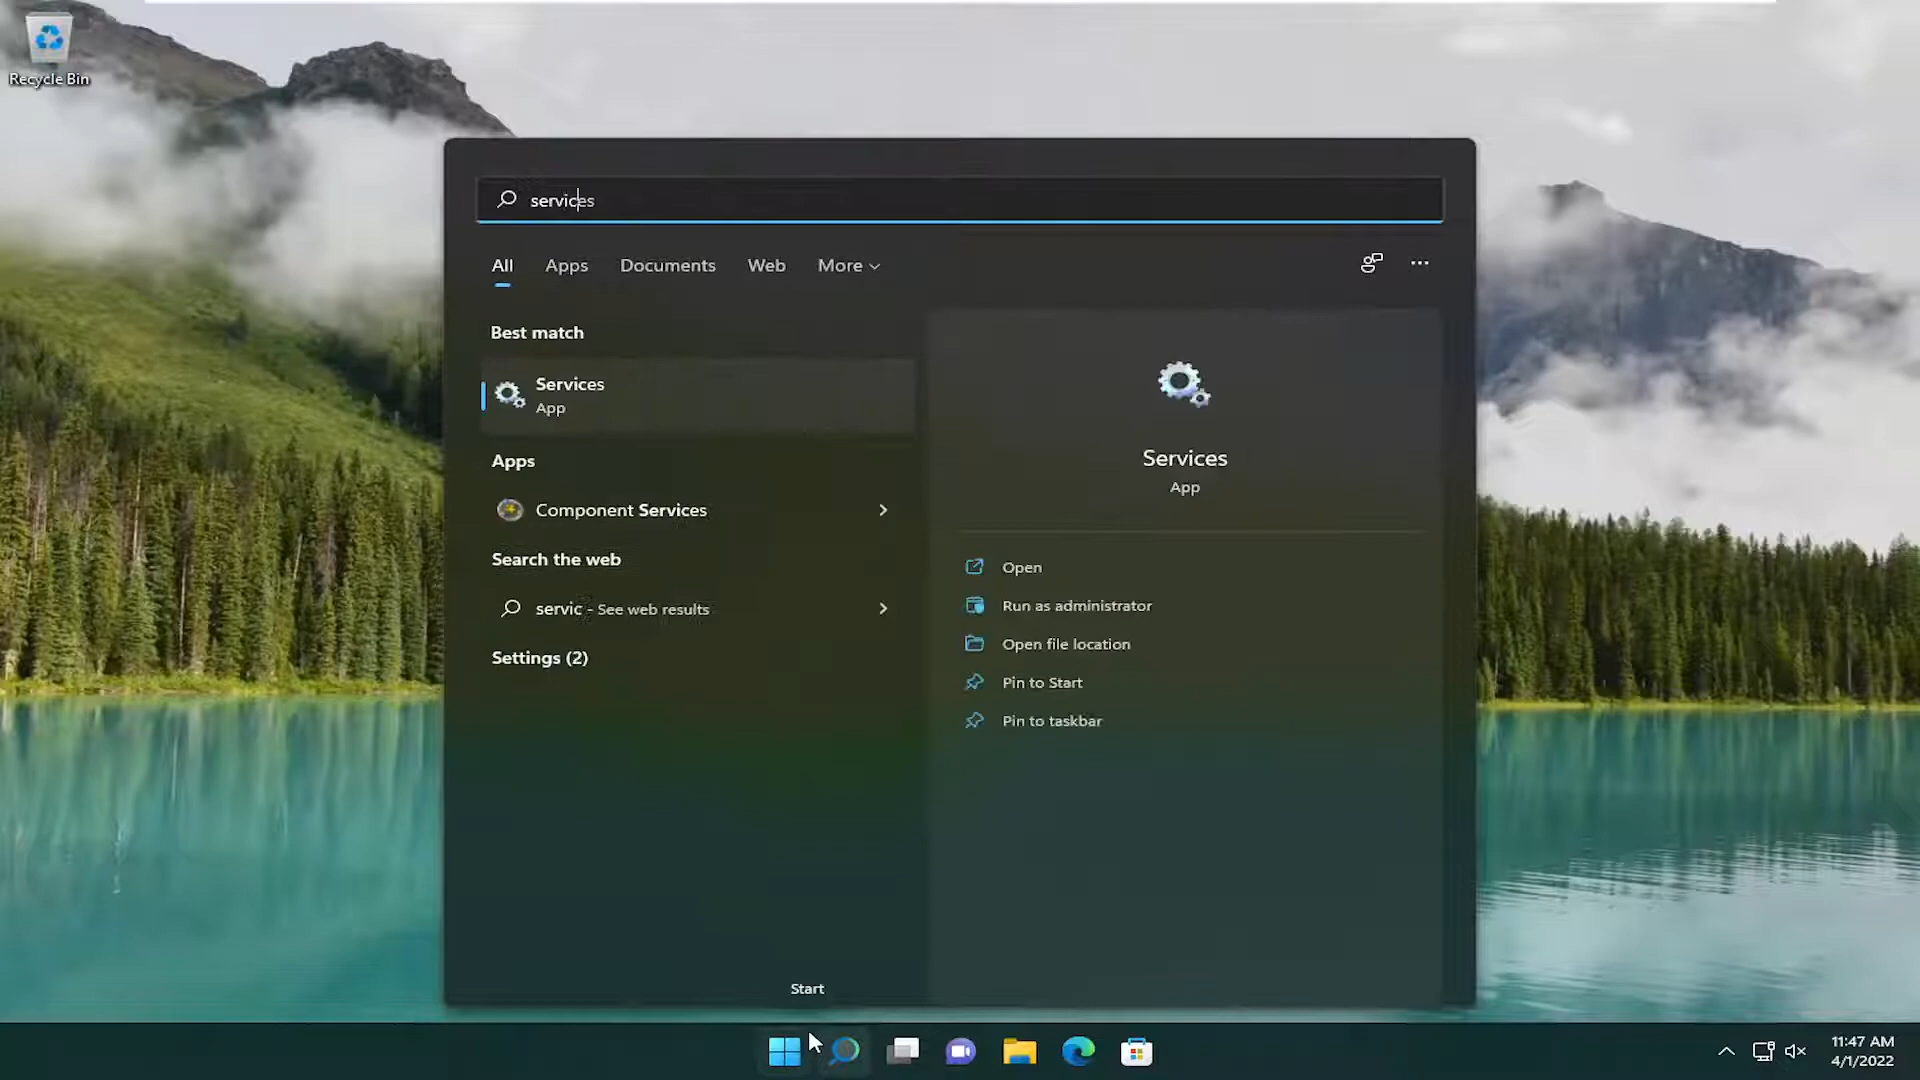 Recycle Bin
services
All Apps Documents Web More
Best match
Services
App
Apps
Component Services
Search the web
servic - See web results
Settings (2)
Services
App
Open
Run as administrator
Open file location
Pin to Start
Pin to taskbar
Start
11:47 AM
4/1/2022